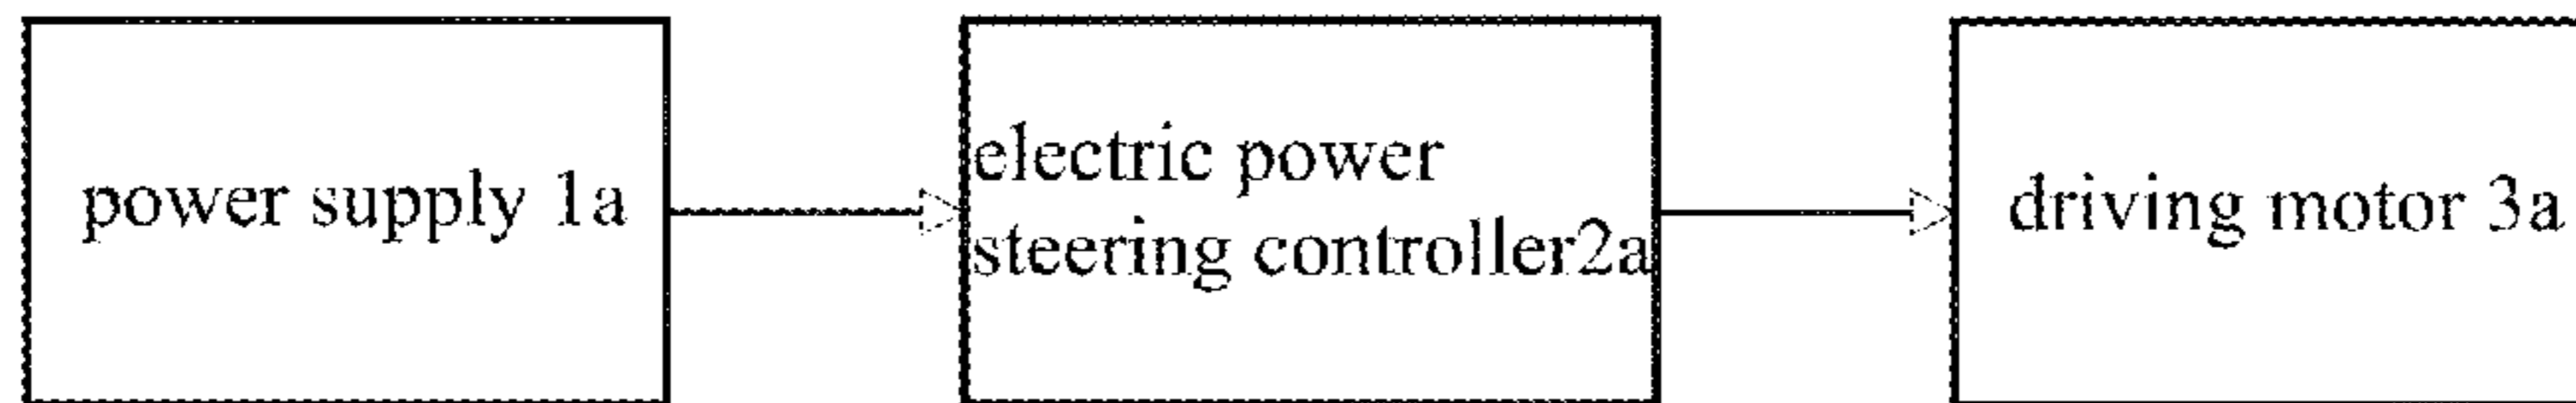 power supply 1a
electric power
steering controller2a
driving motor 3a